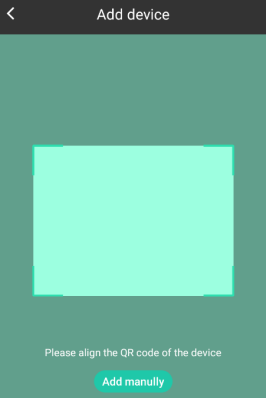 Add device
Please align the QR code of the device
Add manully